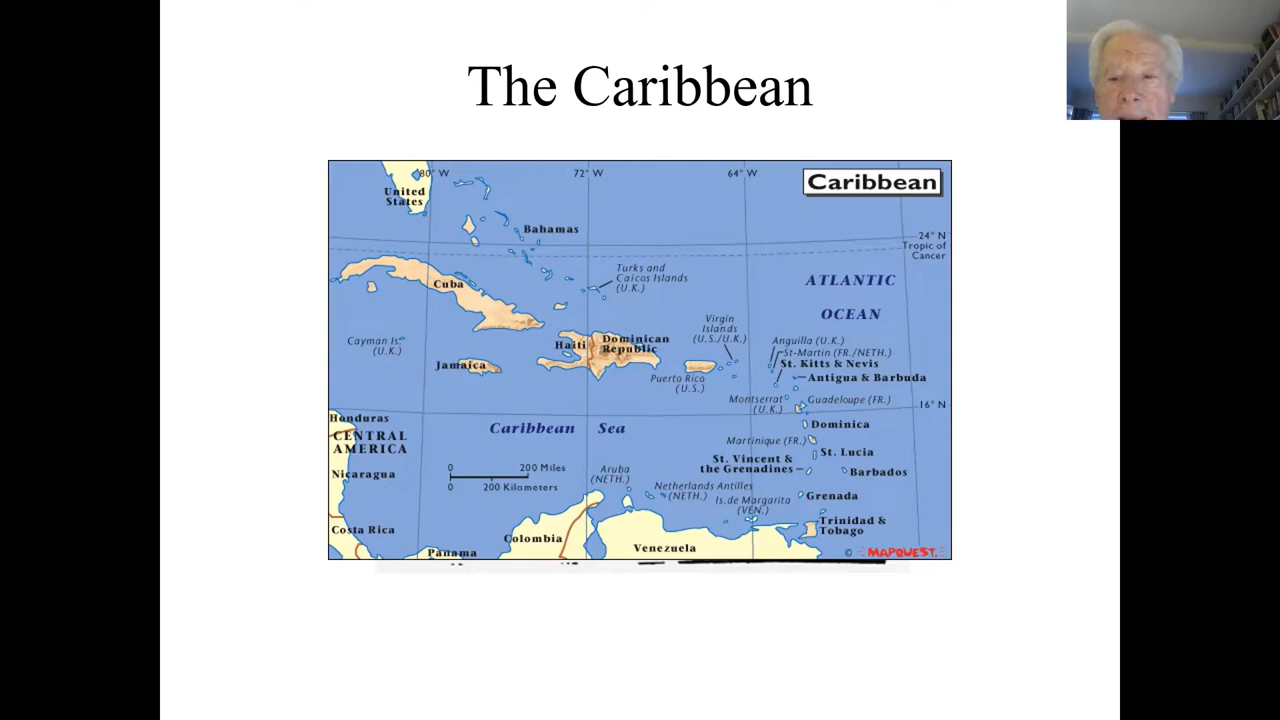 The Caribbean
80° W
72° W
64° W
Caribbean
United
States
Bahamas
24° N
Tropic of
Cancer
Turks and
Caicos Islands
(U.K.)
ATLANTIC
OCEAN
Cuba
Virgin
Islands
(U.S./U.K.)
Cayman Is.
(U.K.)
Haiti
Dominican
Republic
Anguilla (U.K.)
St-Martin (FR./NETH.)
St. Kitts & Nevis
Jamaica
Puerto Rico
(U.S.)
Antigua & Barbuda
Montserrat
(U.K.)
Guadeloupe (FR.)
16° N
Honduras
CENTRAL
AMERICA
Caribbean Sea
Dominica
Martinique (FR.)
St. Lucia
St. Vincent &
the Grenadines
Barbados
Nicaragua
0 200 Miles
0 200 Kilometers
Aruba
(NETH.)
Netherlands Antilles
(NETH.)
Is. de Margarita
(VEN.)
Grenada
Trinidad &
Tobago
Costa Rica
Panama
Colombia
Venezuela
© MAPQUEST.